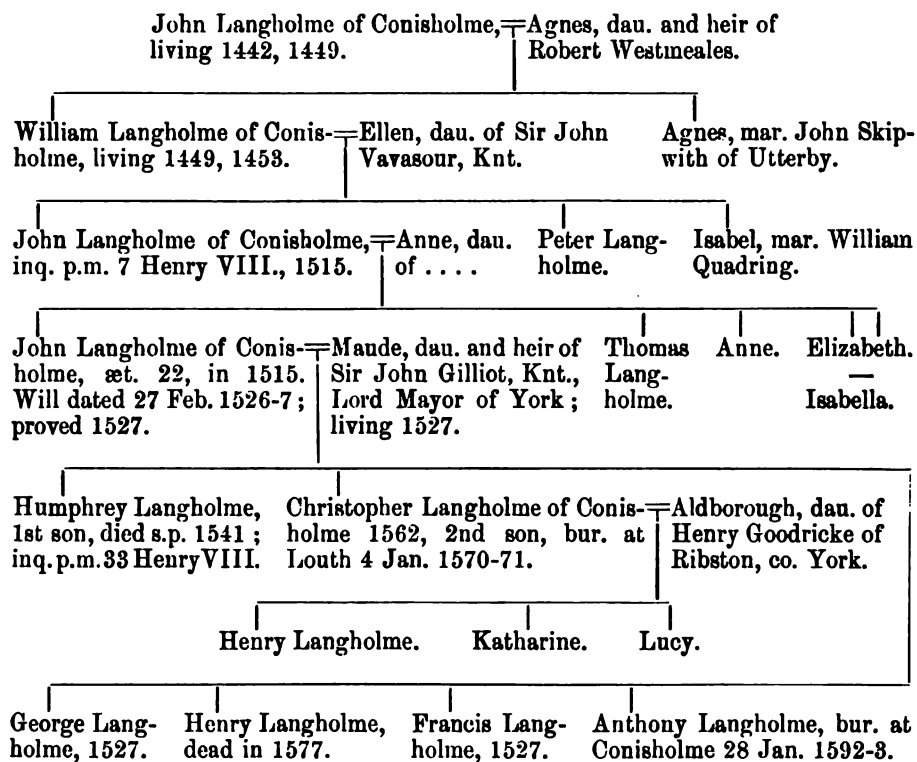 John Langholme of Conisholme,=Agnes, dau. and heir of
living 1442, 1449. Robert Westmeales.
William Langholme of Conis-=Ellen, dau. of Sir John Agnes, mar. John Skip-
holme, living 1449, 1453. Vavasour, Knt. with of Utterby.
John Langholme of Conisholme,=Anne, dau. Peter Lang- Isabel, mar. William
inq. p.m. 7 Henry VIII., 1515. of . . . . holme. Quadring.
John Langholme of Conis-=Maude, dau. and heir of Thomas Anne. Elizabeth.
holme, æt. 22, in 1515. Sir John Gilliot, Knt., Lang- —
Will dated 27 Feb. 1526-7; Lord Mayor of York; holme. Isabella.
proved 1527. living 1527.
Humphrey Langholme, Christopher Langholme of Conis-=Aldborough, dau. of
1st son, died s.p. 1541; holme 1562, 2nd son, bur. at Henry Goodricke of
inq. p.m. 33 Henry VIII. Louth 4 Jan. 1570-71. Ribston, co. York.
Henry Langholme. Katharine. Lucy.
George Lang- Henry Langholme, Francis Lang- Anthony Langholme, bur. at
holme, 1527. dead in 1577. holme, 1527. Conisholme 28 Jan. 1592-3.